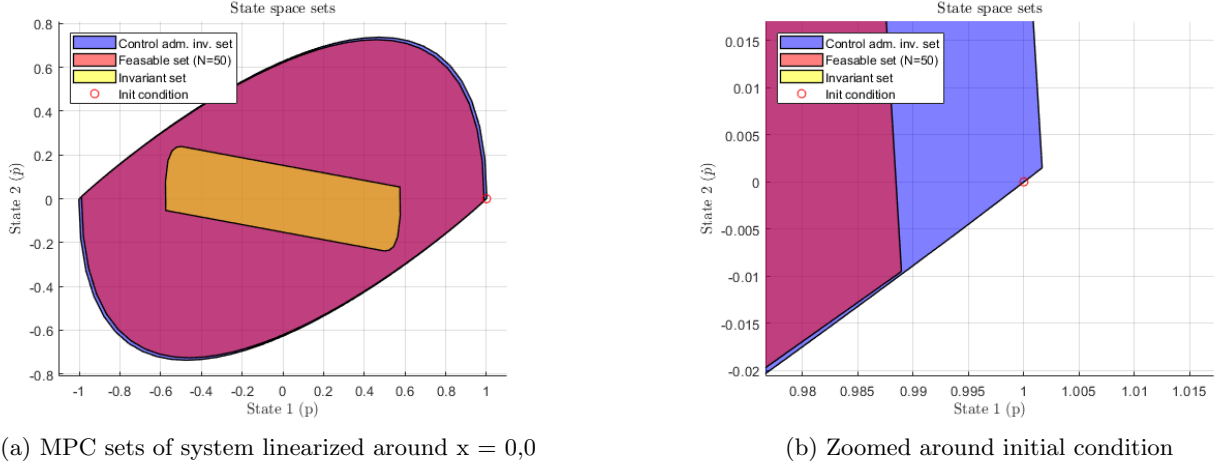 State space sets
Control adm. inv. set
Feasable set (N=50)
Invariant set
Init condition
0.8
0.6
0.4
0.2
0
-0.2
-0.4
-0.6
-0.8
State 2 (ṗ)
-1 -0.8 -0.6 -0.4 -0.2 0 0.2 0.4 0.6 0.8 1
State 1 (p)
(a) MPC sets of system linearized around x = 0,0
State space sets
Control adm. inv. set
Feasable set (N=50)
Invariant set
Init condition
0.015
0.01
0.005
0
-0.005
-0.01
-0.015
-0.02
State 2 (ṗ)
0.98 0.985 0.99 0.995 1 1.005 1.01 1.015
State 1 (p)
(b) Zoomed around initial condition